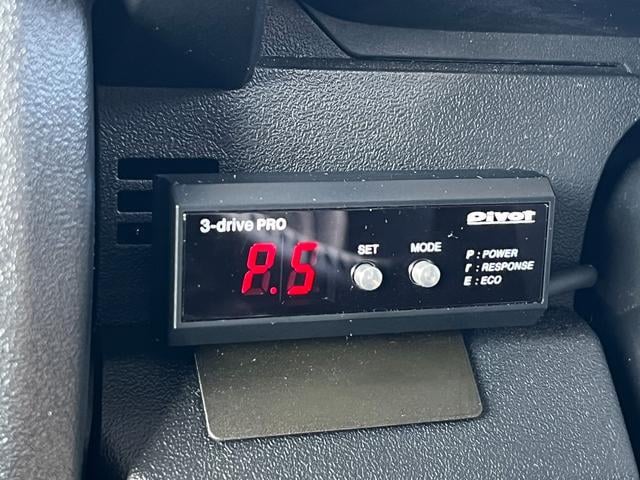 3-drive PRO
Pivot
P.5
SET
MODE
P : POWER
r : RESPONSE
E : ECO